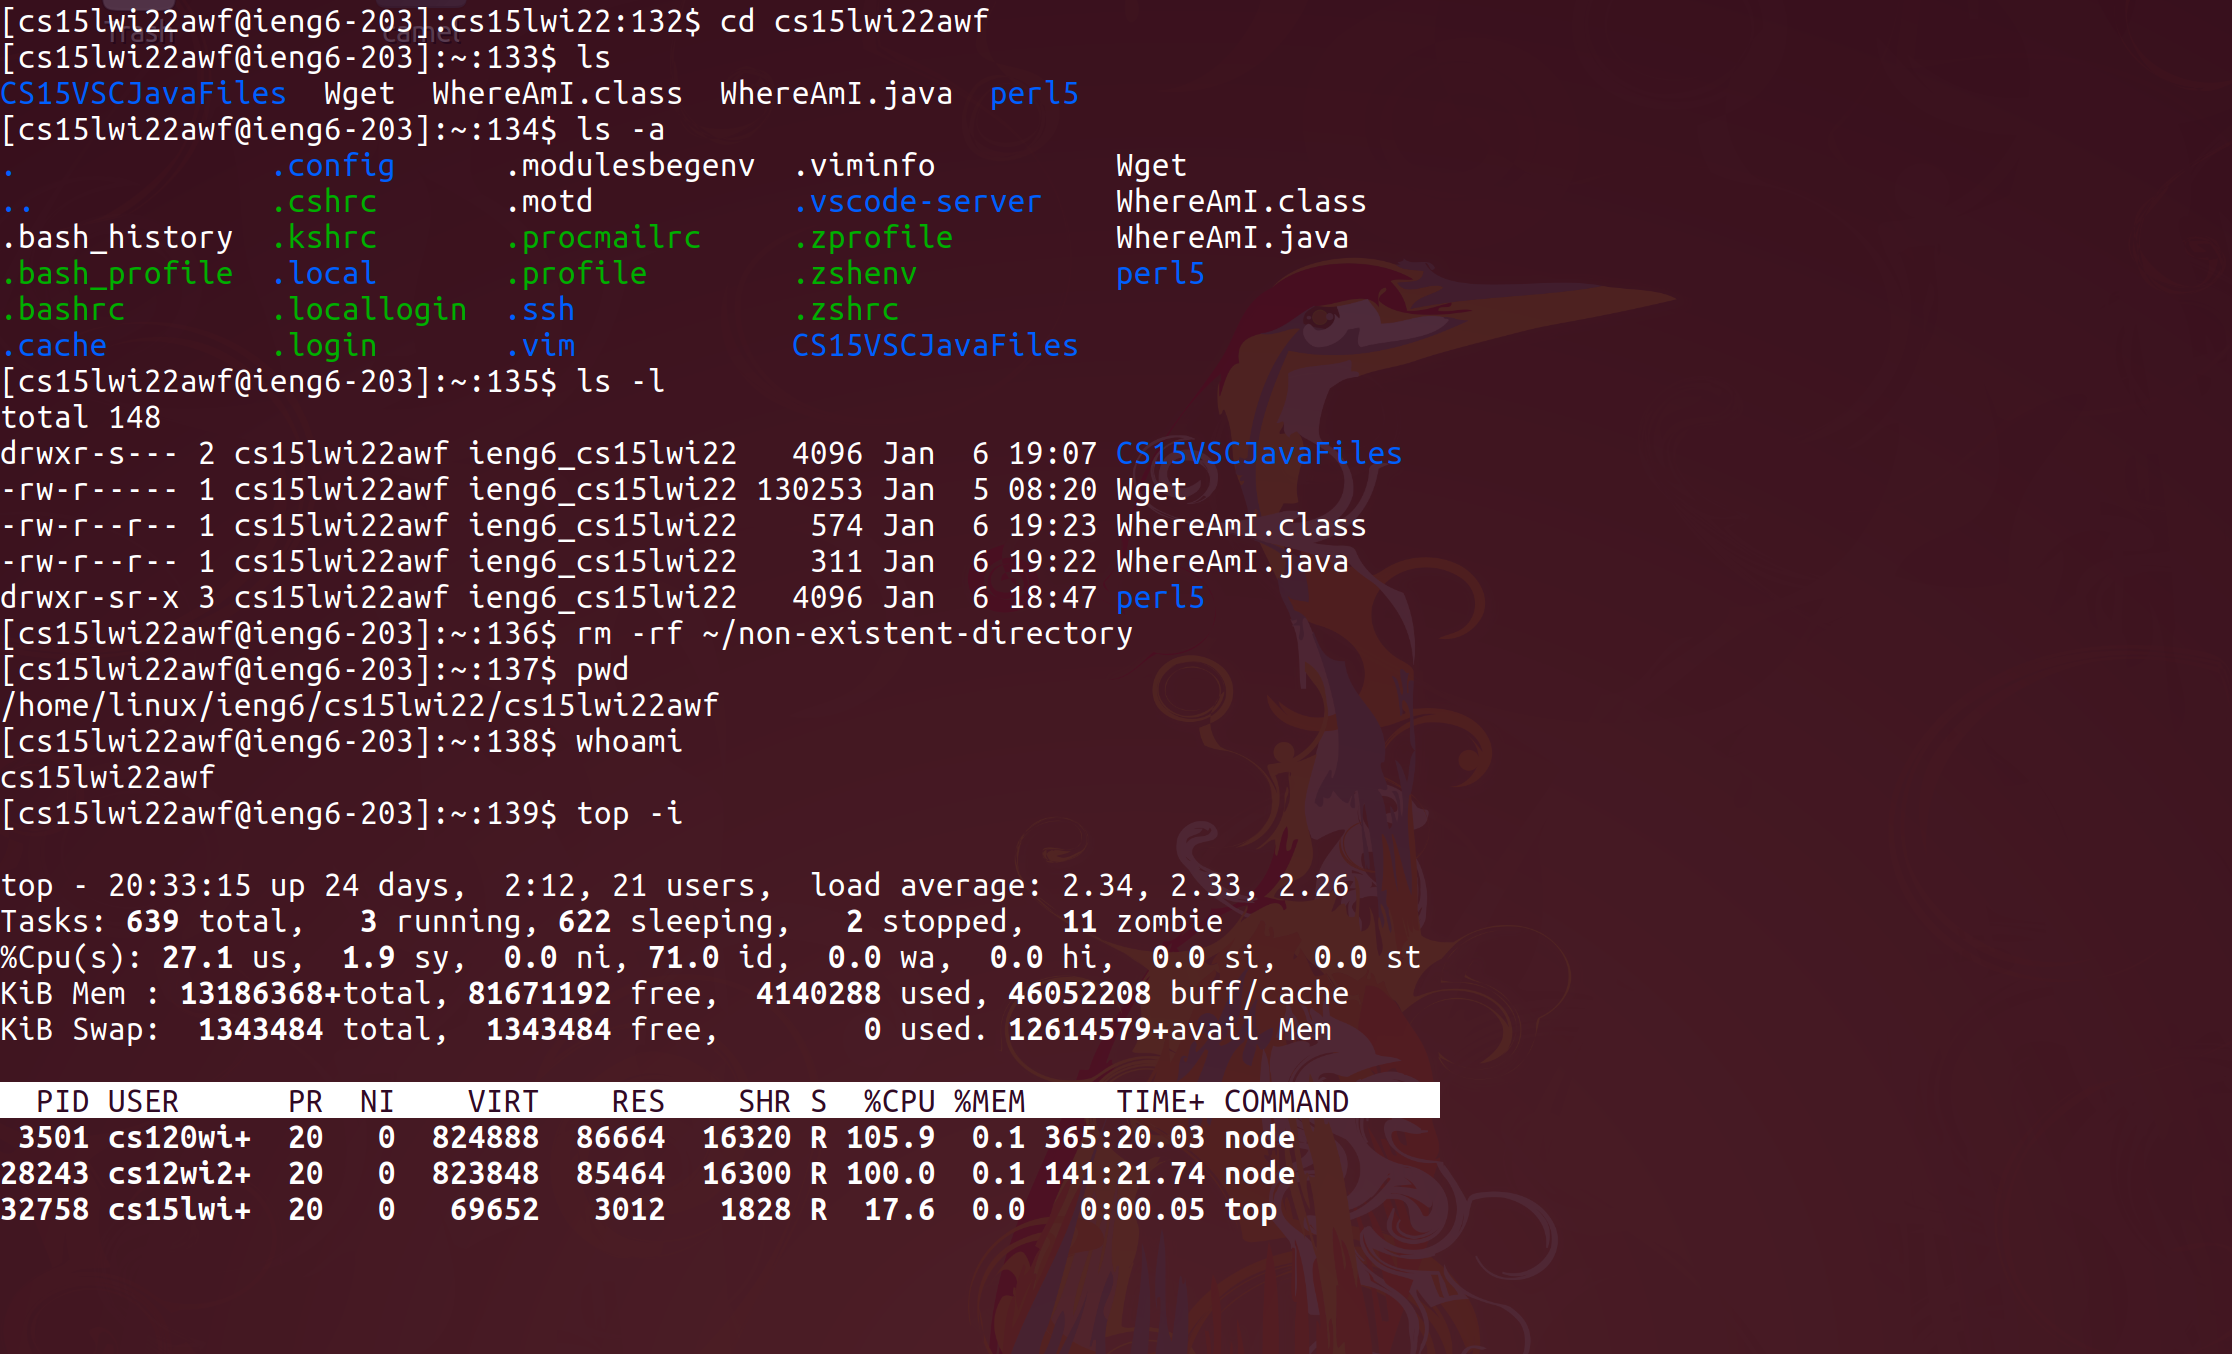 [cs15lwi22awf@ieng6-203]:cs15lwi22:132$ cd cs15lwi22awf
Trash camel
[cs15lwi22awf@ieng6-203]:~:133$ ls
CS15VSCJavaFiles  Wget  WhereAmI.class  WhereAmI.java  perl5
[cs15lwi22awf@ieng6-203]:~:134$ ls -a
.              .config      .modulesbegenv  .viminfo          Wget
..             .cshrc       .motd           .vscode-server    WhereAmI.class
.bash_history  .kshrc       .procmailrc     .zprofile         WhereAmI.java
.bash_profile  .local       .profile        .zshenv           perl5
.bashrc        .locallogin  .ssh            .zshrc
.cache         .login       .vim            CS15VSCJavaFiles
[cs15lwi22awf@ieng6-203]:~:135$ ls -l
total 148
drwxr-s--- 2 cs15lwi22awf ieng6_cs15lwi22   4096 Jan  6 19:07 CS15VSCJavaFiles
-rw-r----- 1 cs15lwi22awf ieng6_cs15lwi22 130253 Jan  5 08:20 Wget
-rw-r--r-- 1 cs15lwi22awf ieng6_cs15lwi22    574 Jan  6 19:23 WhereAmI.class
-rw-r--r-- 1 cs15lwi22awf ieng6_cs15lwi22    311 Jan  6 19:22 WhereAmI.java
drwxr-sr-x 3 cs15lwi22awf ieng6_cs15lwi22   4096 Jan  6 18:47 perl5
[cs15lwi22awf@ieng6-203]:~:136$ rm -rf ~/non-existent-directory
[cs15lwi22awf@ieng6-203]:~:137$ pwd
/home/linux/ieng6/cs15lwi22/cs15lwi22awf
[cs15lwi22awf@ieng6-203]:~:138$ whoami
cs15lwi22awf
[cs15lwi22awf@ieng6-203]:~:139$ top -i
top - 20:33:15 up 24 days,  2:12, 21 users,  load average: 2.34, 2.33, 2.26
Tasks: 639 total,   3 running, 622 sleeping,   2 stopped,  11 zombie
%Cpu(s): 27.1 us,  1.9 sy,  0.0 ni, 71.0 id,  0.0 wa,  0.0 hi,  0.0 si,  0.0 st
KiB Mem : 13186368+total, 81671192 free,  4140288 used, 46052208 buff/cache
KiB Swap:  1343484 total,  1343484 free,        0 used. 12614579+avail Mem
  PID USER      PR  NI    VIRT    RES    SHR S  %CPU %MEM     TIME+ COMMAND
 3501 cs120wi+  20   0  824888  86664  16320 R 105.9  0.1 365:20.03 node
28243 cs12wi2+  20   0  823848  85464  16300 R 100.0  0.1 141:21.74 node
32758 cs15lwi+  20   0   69652   3012   1828 R  17.6  0.0   0:00.05 top